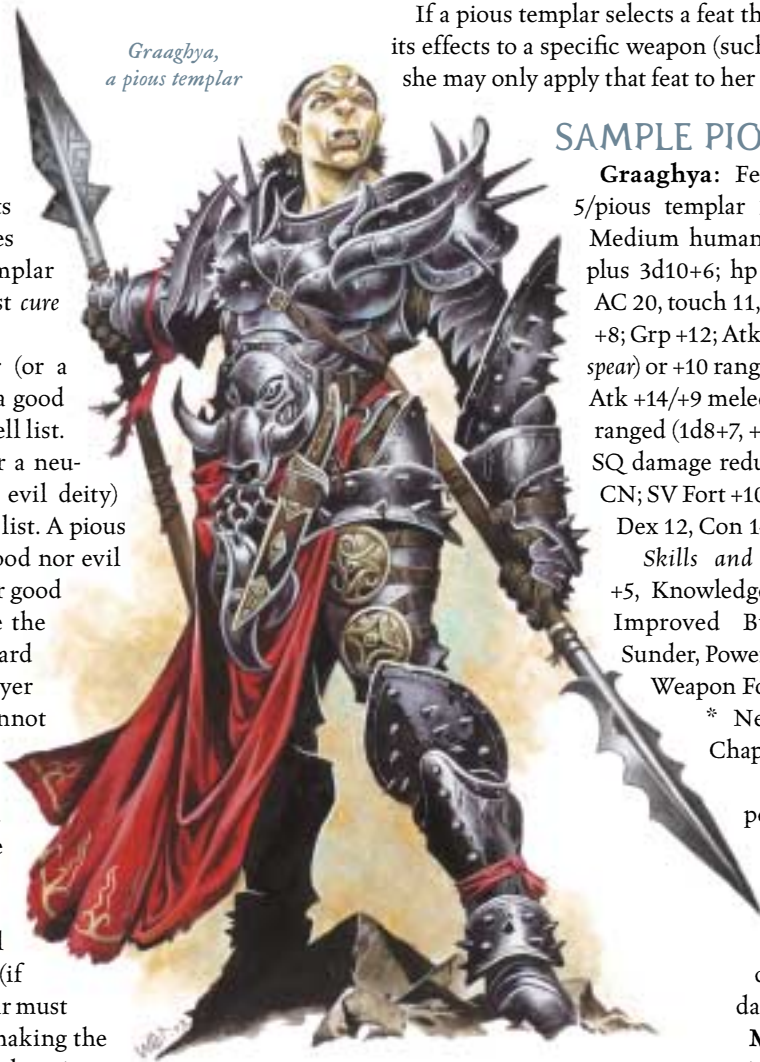 Graaghya,
a pious templar
mplar
st cure
r (or a
a good
ell list.
r a neu-
evil deity)
list. A pious
ood nor evil
r good
e the
ard
yer
nnot
(if
r must
making the
If a pious templar selects a feat th
its effects to a specific weapon (such
she may only apply that feat to her
SAMPLE PIO
Graaghya: Fe
5/pious templar
Medium human
plus 3d10+6; hp
AC 20, touch 11,
+8; Grp +12; Atk
spear) or +10 rang
Atk +14/+9 melee
ranged (1d8+7, +
SQ damage redu
CN; SV Fort +10
Dex 12, Con 1
Skills and
+5, Knowledge
Improved B
Sunder, Power
Weapon Fo
* Ne
Chap
po
da
M